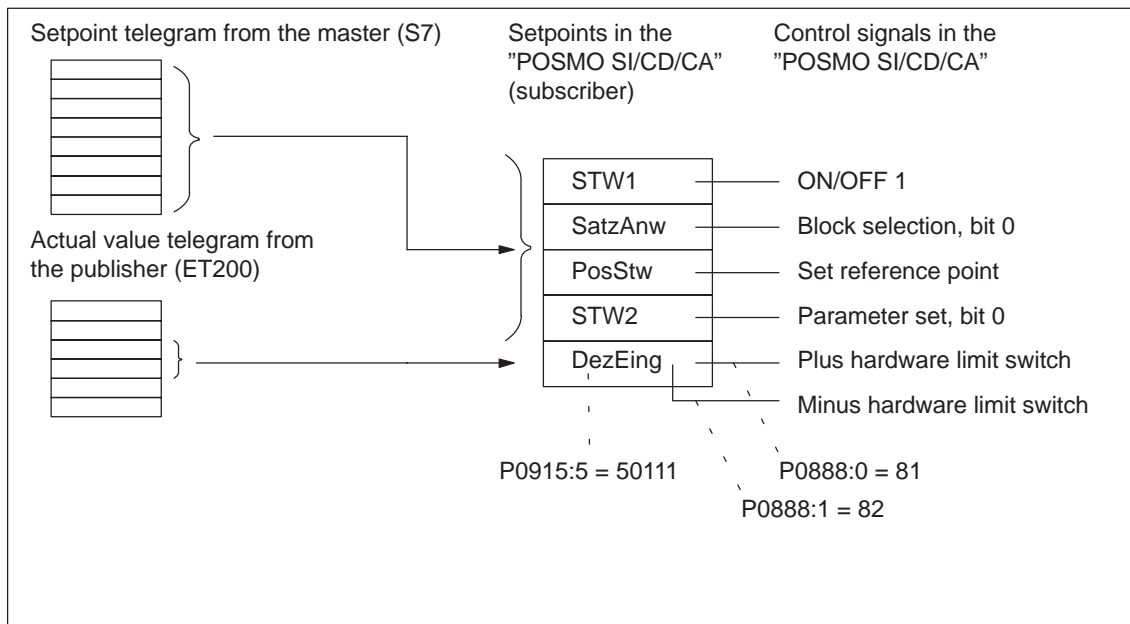 Setpoint telegram from the master (S7)
Setpoints in the
”POSMO SI/CD/CA”
(subscriber)
Control signals in the
”POSMO SI/CD/CA”
STW1
ON/OFF 1
SatzAnw
Block selection, bit 0
Actual value telegram from
the publisher (ET200)
PosStw
Set reference point
STW2
Parameter set, bit 0
DezEing
Plus hardware limit switch
Minus hardware limit switch
P0915:5 = 50111
P0888:0 = 81
P0888:1 = 82